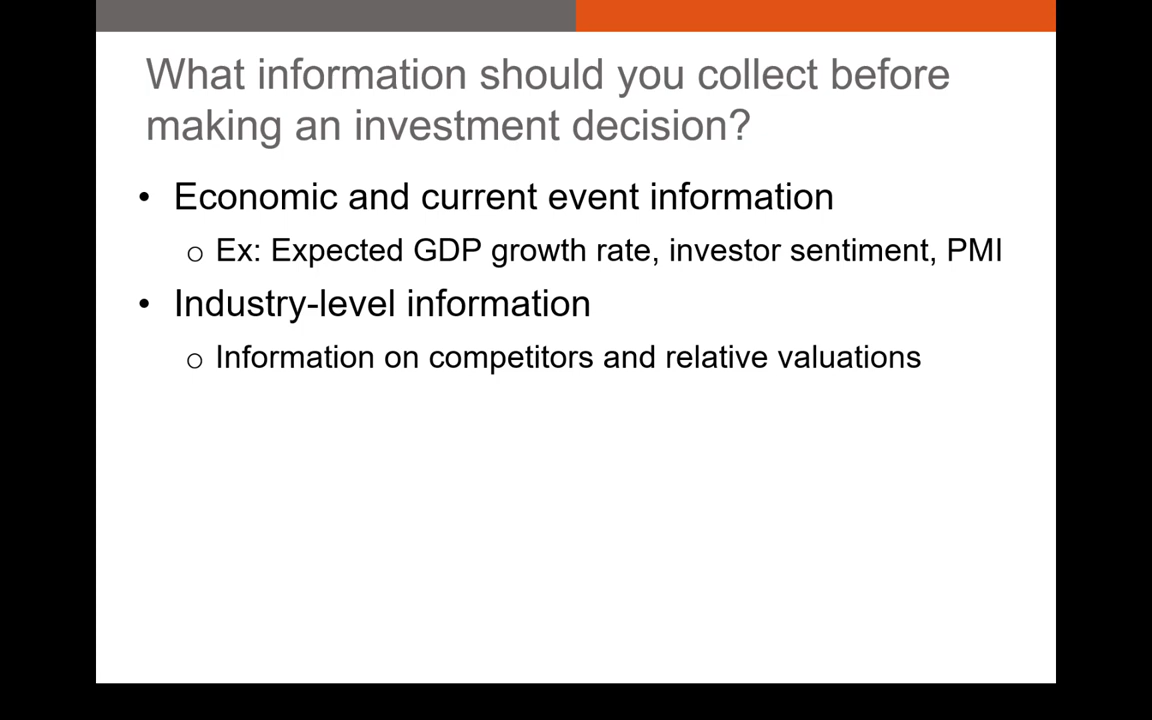 What information should you collect before
making an investment decision?
• Economic and current event information
o Ex: Expected GDP growth rate, investor sentiment, PMI
• Industry-level information
o Information on competitors and relative valuations